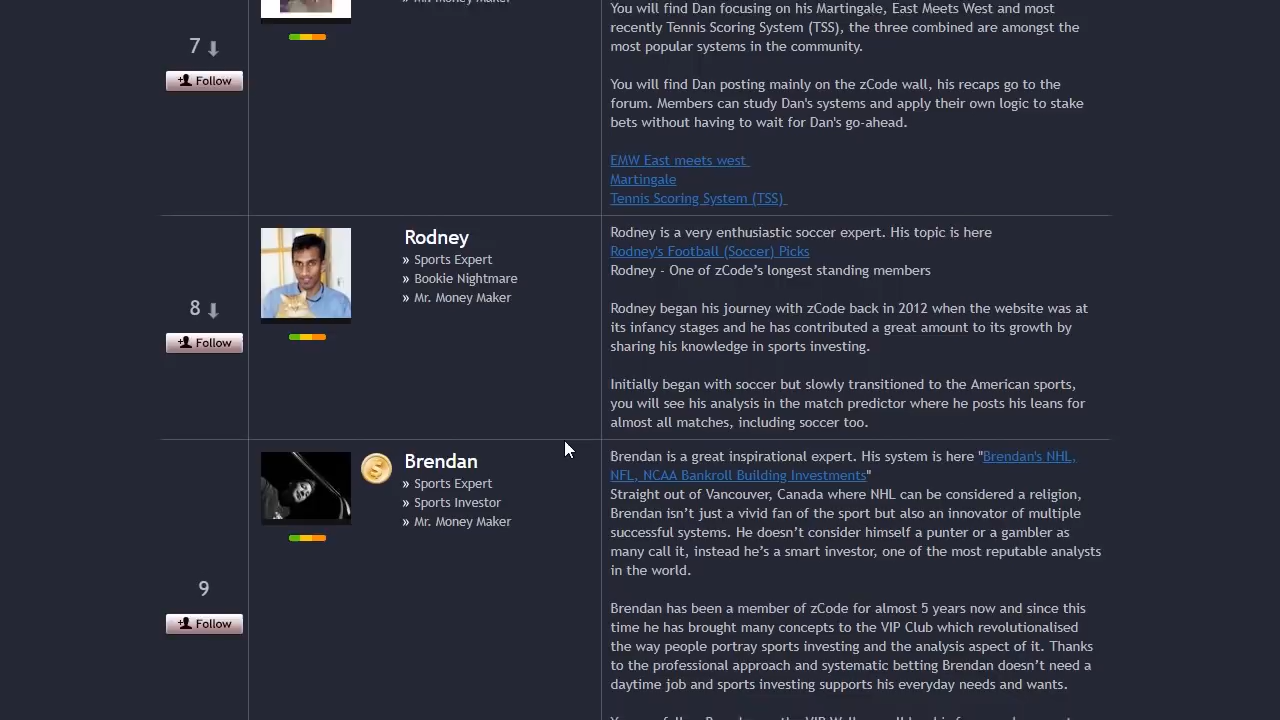 » Mr. Money Maker
You will find Dan focusing on his Martingale, East Meets West and most
recently Tennis Scoring System (TSS), the three combined are amongst the
most popular systems in the community.
7
Follow
You will find Dan posting mainly on the zCode wall, his recaps go to the
forum. Members can study Dan's systems and apply their own logic to stake
bets without having to wait for Dan's go-ahead.
EMW East meets west
Martingale
Tennis Scoring System (TSS)
8
Follow
Rodney
» Sports Expert
» Bookie Nightmare
» Mr. Money Maker
Rodney is a very enthusiastic soccer expert. His topic is here
Rodney's Football (Soccer) Picks
Rodney - One of zCode’s longest standing members
Rodney began his journey with zCode back in 2012 when the website was at
its infancy stages and he has contributed a great amount to its growth by
sharing his knowledge in sports investing.
Initially began with soccer but slowly transitioned to the American sports,
you will see his analysis in the match predictor where he posts his leans for
almost all matches, including soccer too.
9
Follow
Brendan
» Sports Expert
» Sports Investor
» Mr. Money Maker
Brendan is a great inspirational expert. His system is here "Brendan's NHL,
NFL, NCAA Bankroll Building Investments"
Straight out of Vancouver, Canada where NHL can be considered a religion,
Brendan isn’t just a vivid fan of the sport but also an innovator of multiple
successful systems. He doesn’t consider himself a punter or a gambler as
many call it, instead he’s a smart investor, one of the most reputable analysts
in the world.
Brendan has been a member of zCode for almost 5 years now and since this
time he has brought many concepts to the VIP Club which revolutionalised
the way people portray sports investing and the analysis aspect of it. Thanks
to the professional approach and systematic betting Brendan doesn’t need a
daytime job and sports investing supports his everyday needs and wants.